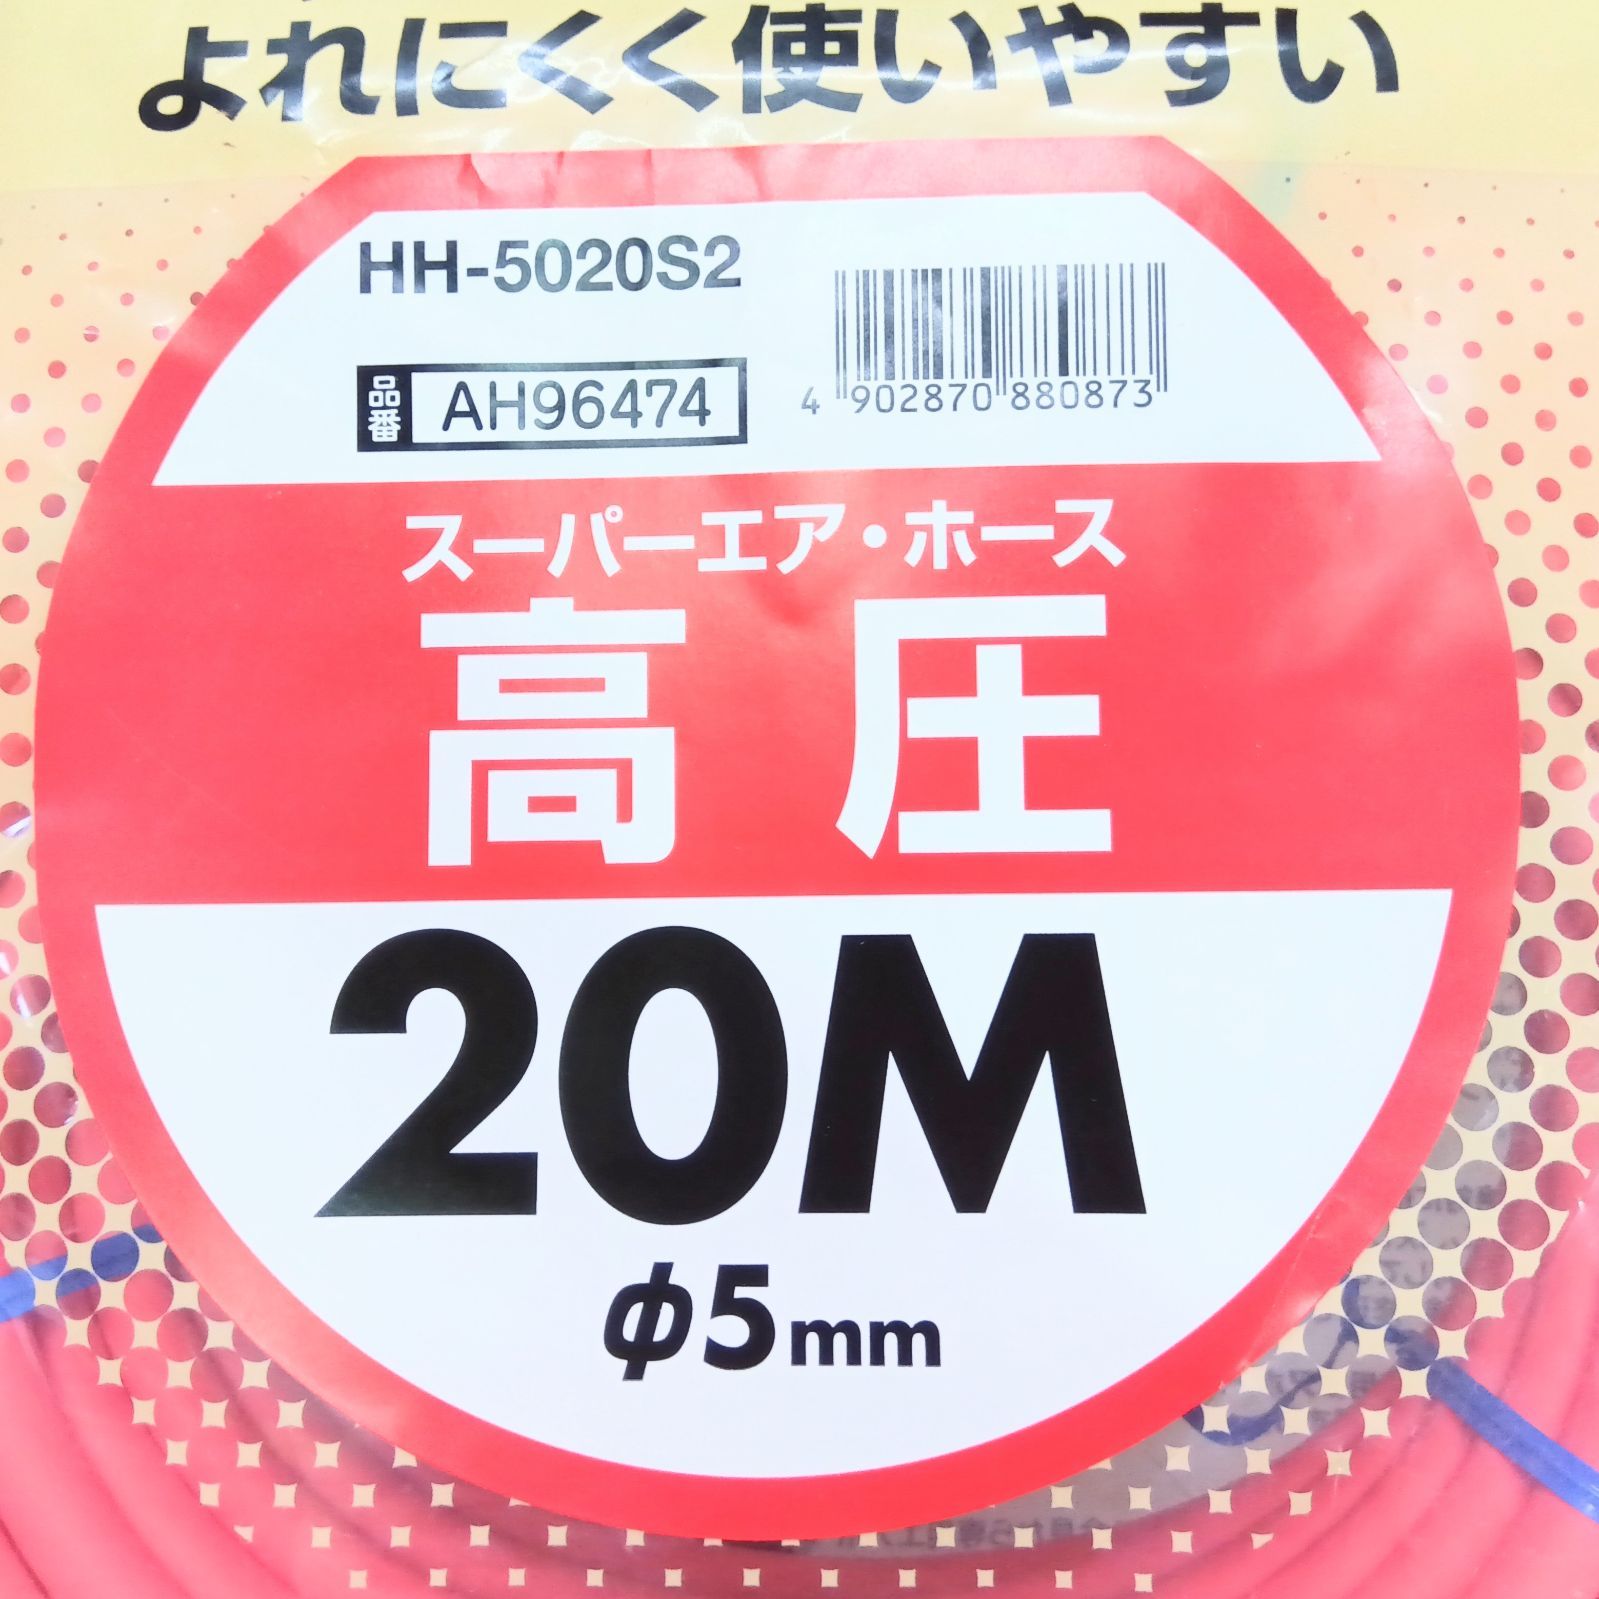 よれにくく使いやすい
HH-5020S2
品番 AH96474
4 902870 880873
スーパーエア・ホース
高圧
20M
φ5mm